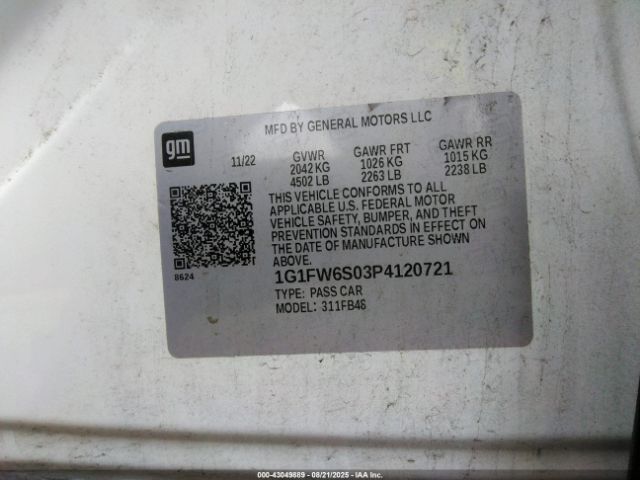 MFD BY GENERAL MOTORS LLC
gm
11/22
GVWR GAWR FRT GAWR RR
2042 KG 1026 KG 1015 KG
4502 LB 2263 LB 2238 LB
THIS VEHICLE CONFORMS TO ALL
APPLICABLE U.S. FEDERAL MOTOR
VEHICLE SAFETY, BUMPER, AND THEFT
PREVENTION STANDARDS IN EFFECT ON
THE DATE OF MANUFACTURE SHOWN
ABOVE.
8624
1G1FW6S03P4120721
TYPE: PASS CAR
MODEL: 311FB48
000-43049889 - 08/21/2025 - IAA Inc.